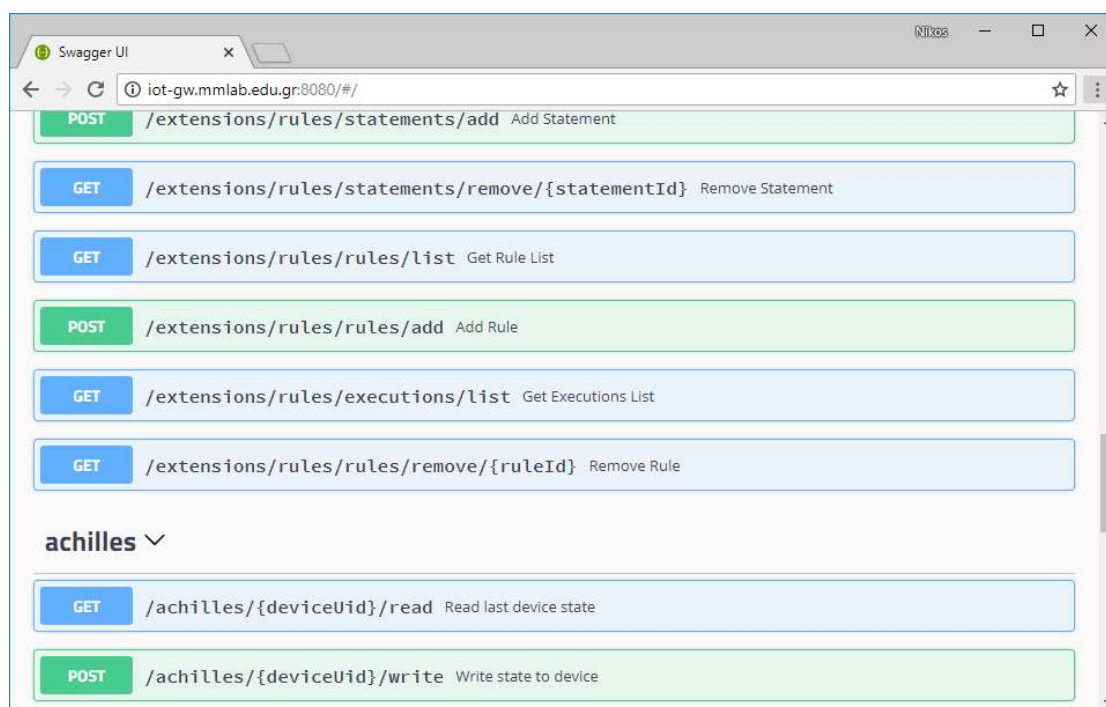 Nikos
Swagger UI
iot-gw.mmlab.edu.gr:8080/#/
POST /extensions/rules/statements/add Add Statement
GET /extensions/rules/statements/remove/{statementId} Remove Statement
GET /extensions/rules/rules/list Get Rule List
POST /extensions/rules/rules/add Add Rule
GET /extensions/rules/executions/list Get Executions List
GET /extensions/rules/rules/remove/{ruleId} Remove Rule
achilles
GET /achilles/{deviceUid}/read Read last device state
POST /achilles/{deviceUid}/write Write state to device